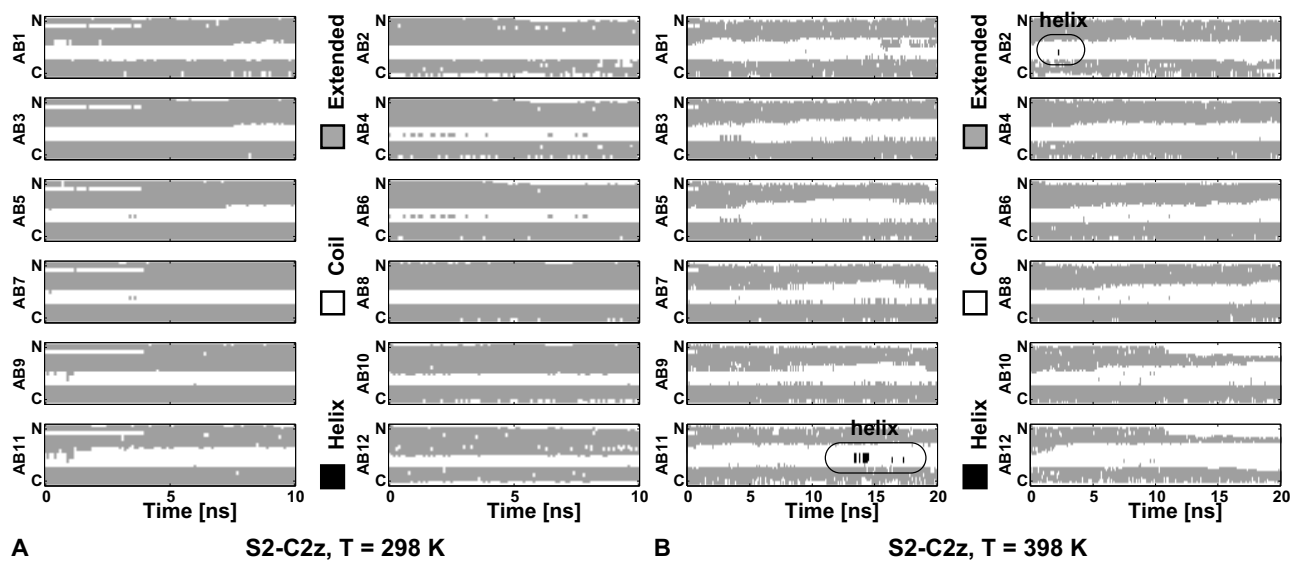 helix
N
AB1
C
N
AB2
C
N
AB1
C
N
AB2
C
Extended
Extended
N
AB3
C
N
AB4
C
N
AB3
C
N
AB4
C
N
AB5
C
N
AB6
C
N
AB5
C
N
AB6
C
Coil
Coil
N
AB7
C
N
AB8
C
N
AB7
C
N
AB8
C
N
AB9
C
N
AB10
C
N
AB9
C
N
AB10
C
Helix
Helix
N
AB11
C
N
AB12
C
N
AB11
C
helix
N
AB12
C
0 5 10
0 5 10
0 5 10 15 20
0 5 10 15 20
Time [ns]
Time [ns]
Time [ns]
Time [ns]
A S2-C2z, T = 298 K
B S2-C2z, T = 398 K